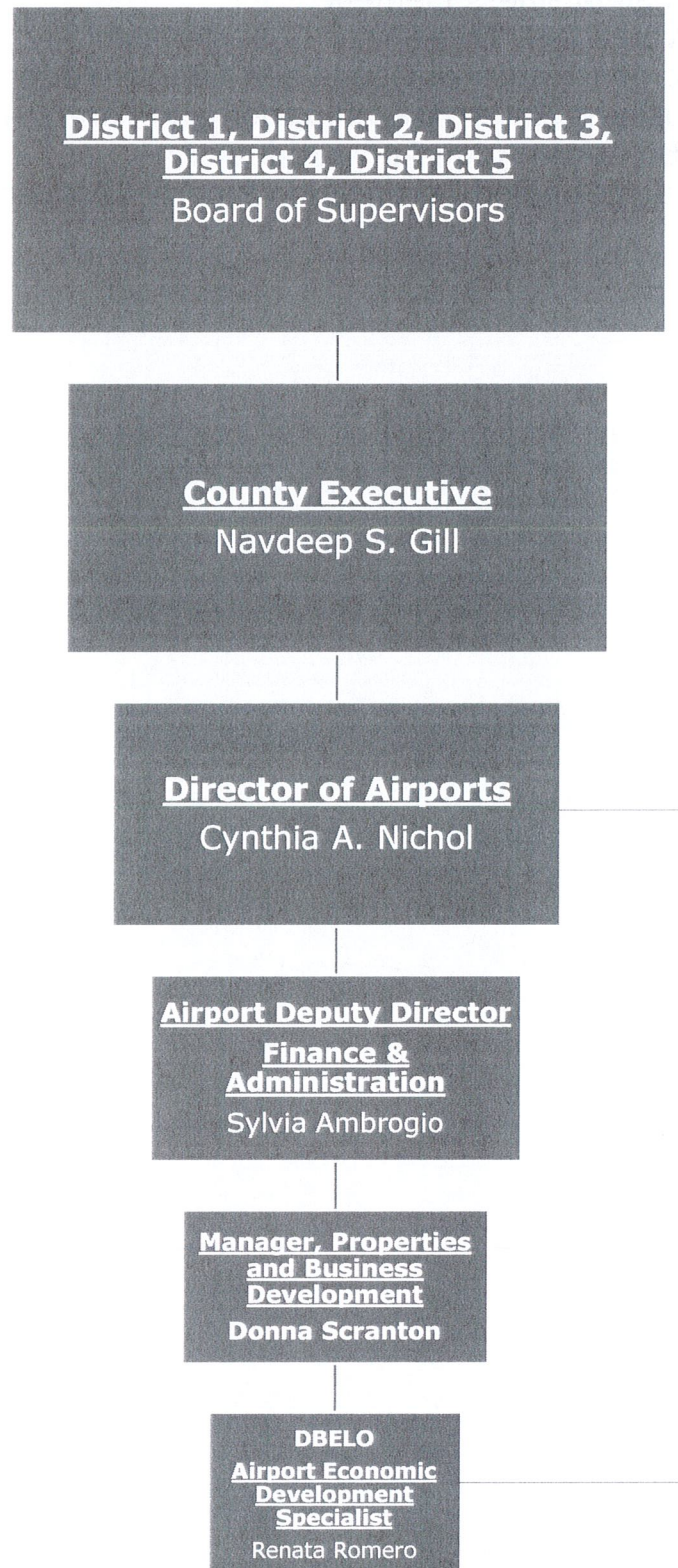 District 1, District 2, District 3,
District 4, District 5
Board of Supervisors
County Executive
Navdeep S. Gill
Director of Airports
Cynthia A. Nichol
Airport Deputy Director
Finance &
Administration
Sylvia Ambrogio
Manager, Properties
and Business
Development
Donna Scranton
DBELO
Airport Economic
Development
Specialist
Renata Romero